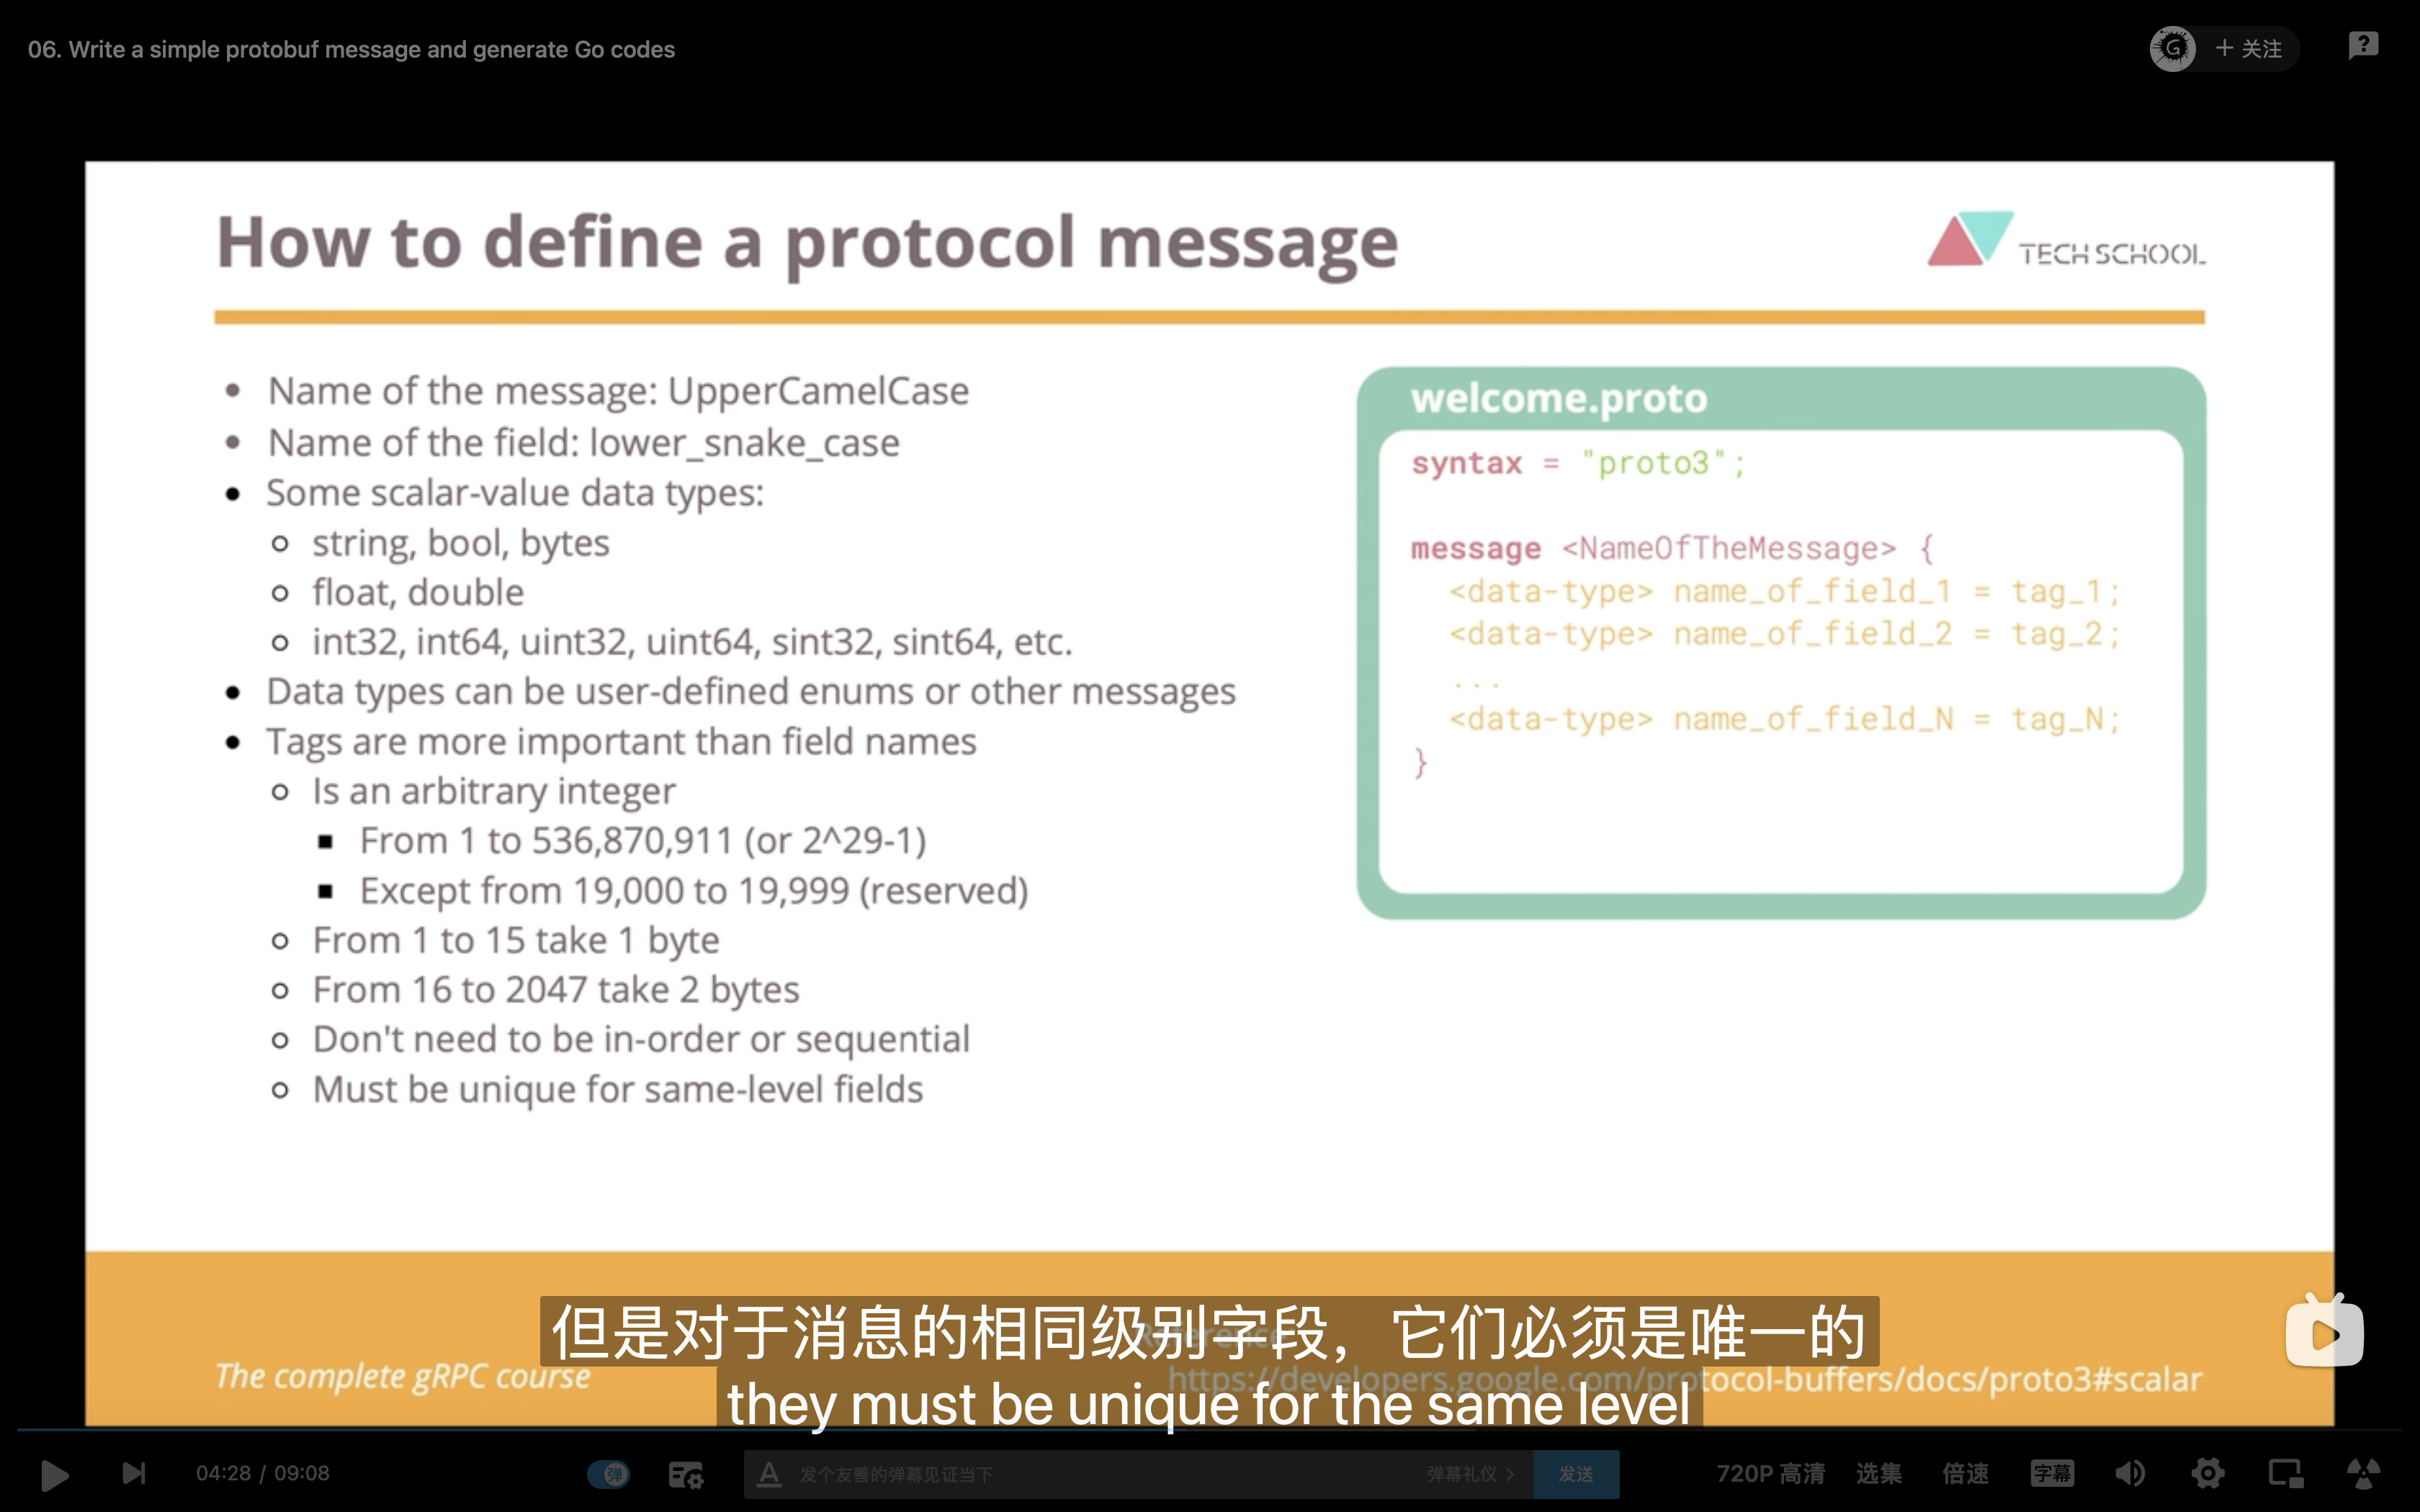 06. Write a simple protobuf message and generate Go codes
+ 关注
How to define a protocol message
TECH SCHOOL
Name of the message: UpperCamelCase
Name of the field: lower_snake_case
Some scalar-value data types:
string, bool, bytes
float, double
int32, int64, uint32, uint64, sint32, sint64, etc.
Data types can be user-defined enums or other messages
Tags are more important than field names
Is an arbitrary integer
From 1 to 536,870,911 (or 2^29-1)
Except from 19,000 to 19,999 (reserved)
From 1 to 15 take 1 byte
From 16 to 2047 take 2 bytes
Don't need to be in-order or sequential
Must be unique for same-level fields
welcome.proto
syntax = "proto3";
message <NameOfTheMessage> {
<data-type> name_of_field_1 = tag_1;
<data-type> name_of_field_2 = tag_2;
...
<data-type> name_of_field_N = tag_N;
}
但是对于消息的相同级别字段，它们必须是唯一的
The complete gRPC course
https://developers.google.com/protocol-buffers/docs/proto3#scalar
they must be unique for the same level
04:28 / 09:08
弹
A 发个友善的弹幕见证当下
弹幕礼仪 >
发送
720P 高清
选集
倍速
字幕